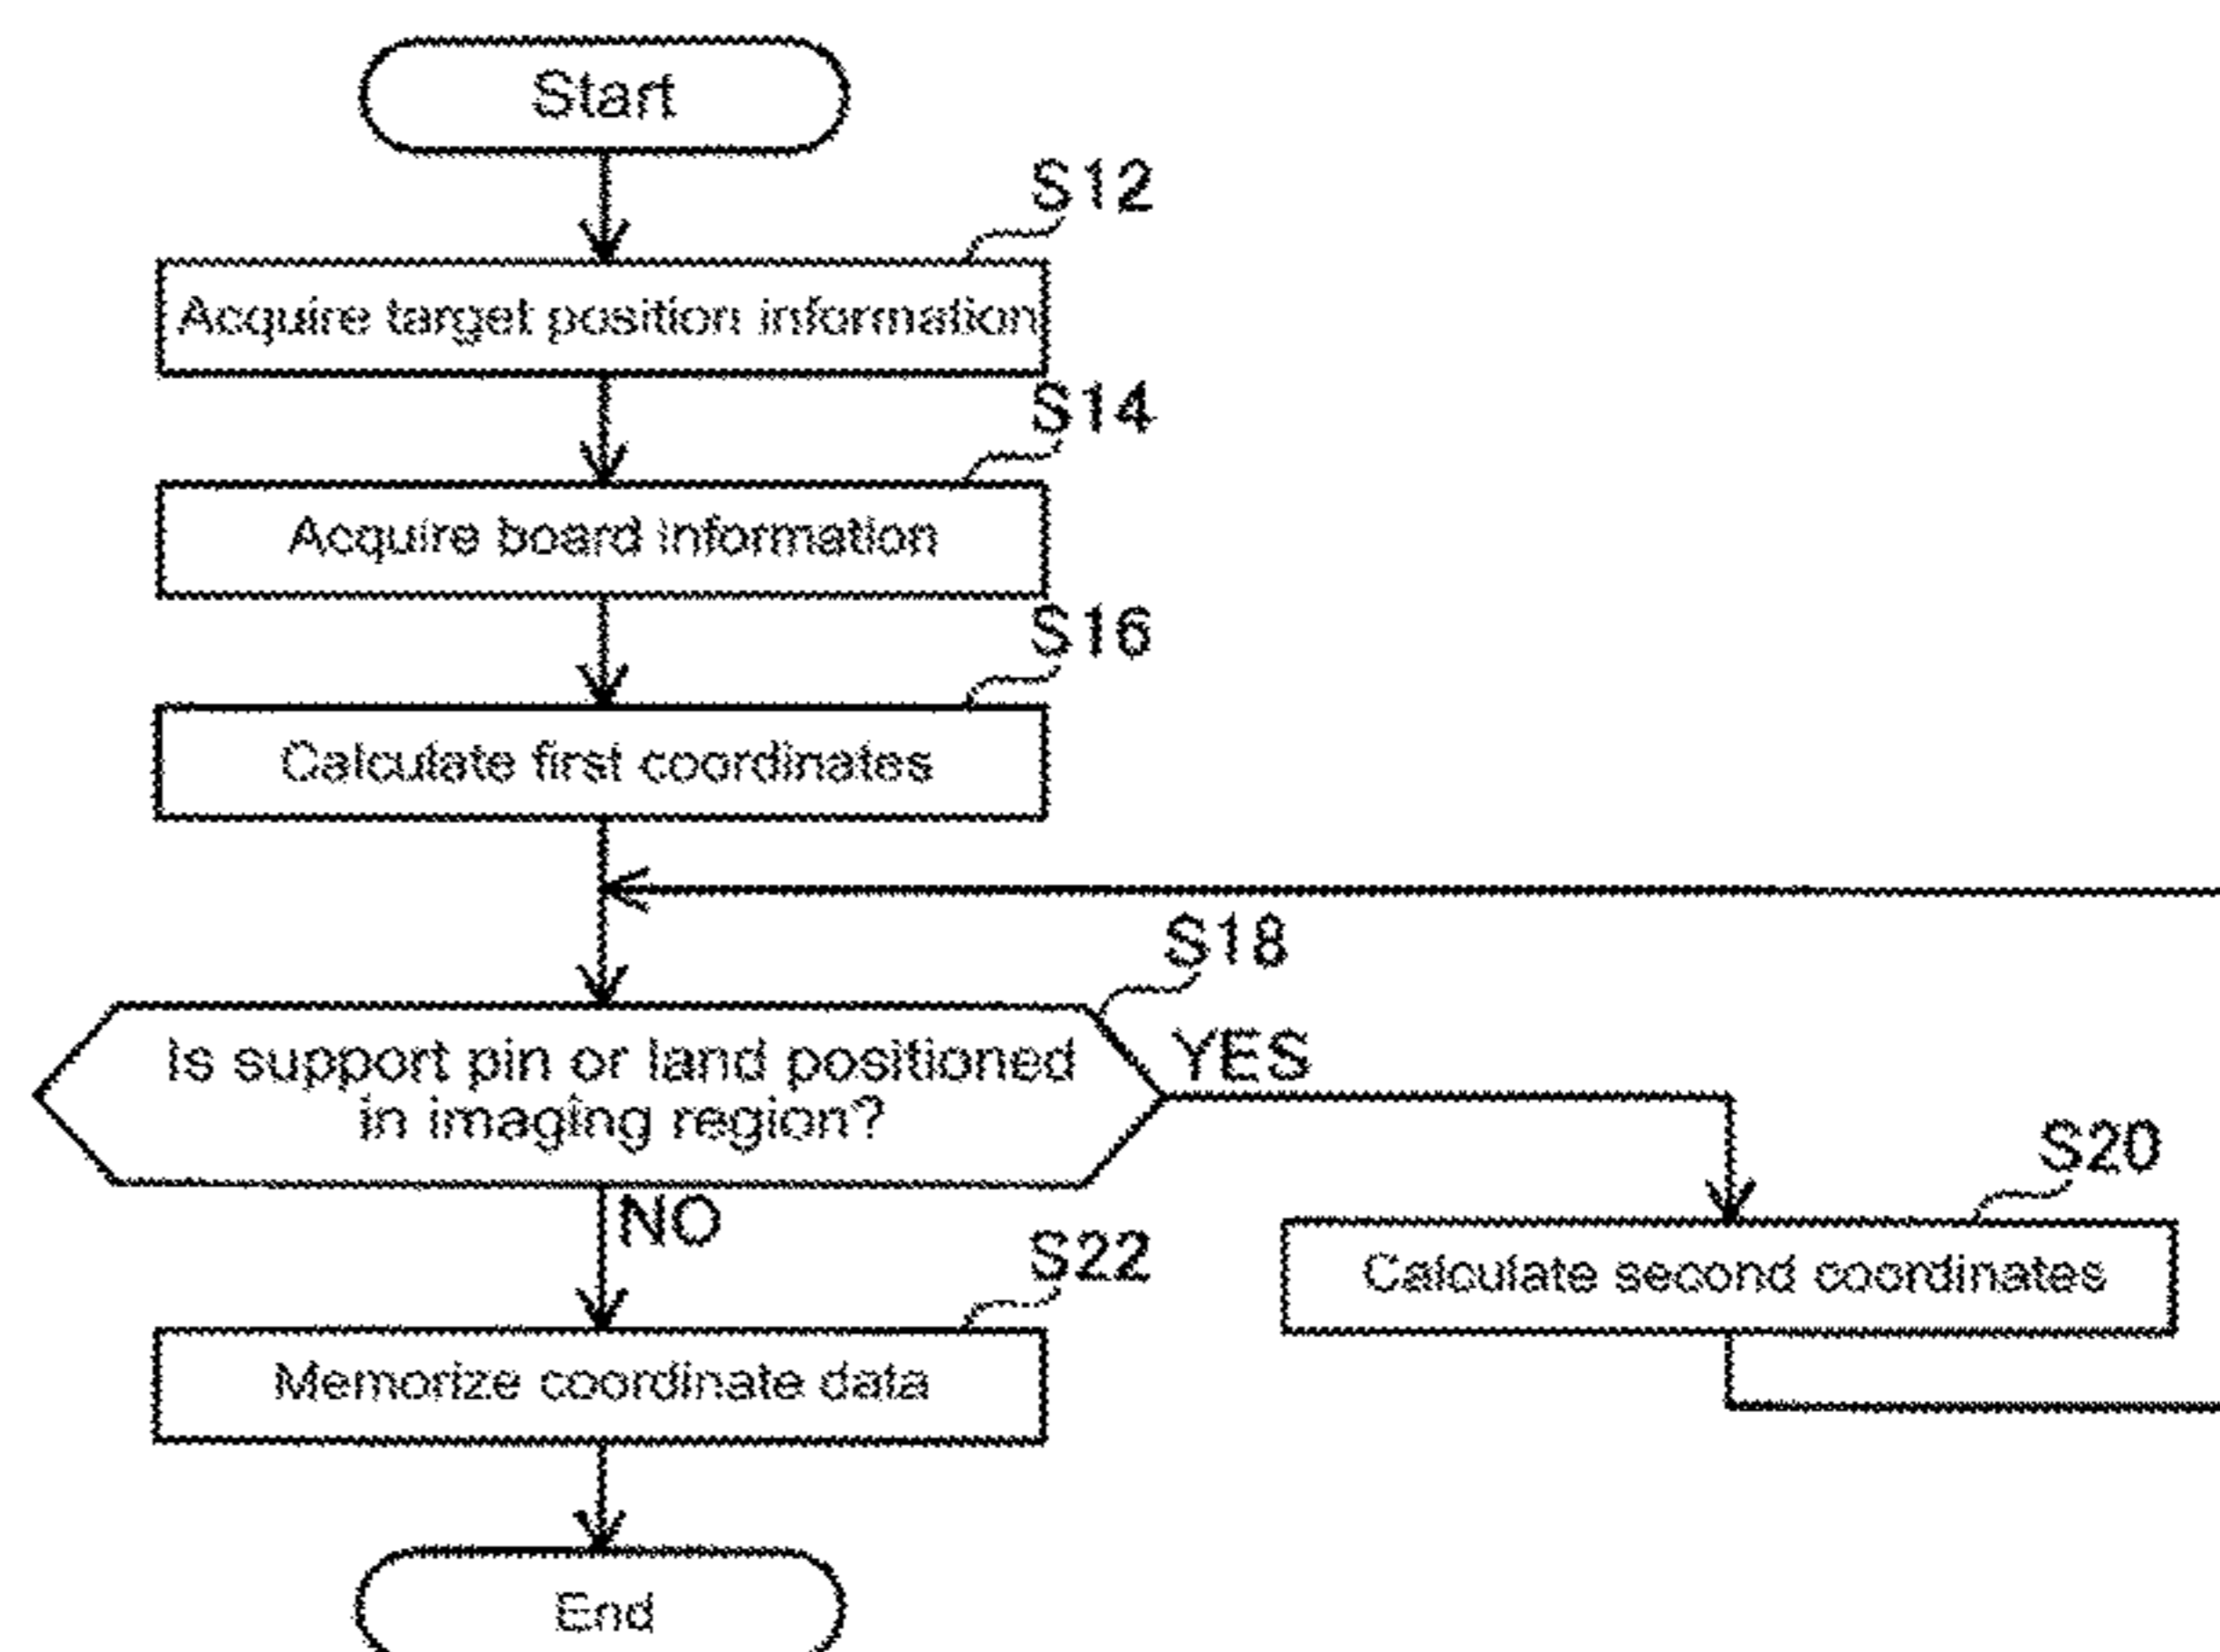 Start
S12
Acquire target position information
S14
Acquire board information
S16
Calculate first coordinates
S18
Is support pin or land positioned
in imaging region?
YES
NO
S20
Calculate second coordinates
S22
Memorize coordinate data
End